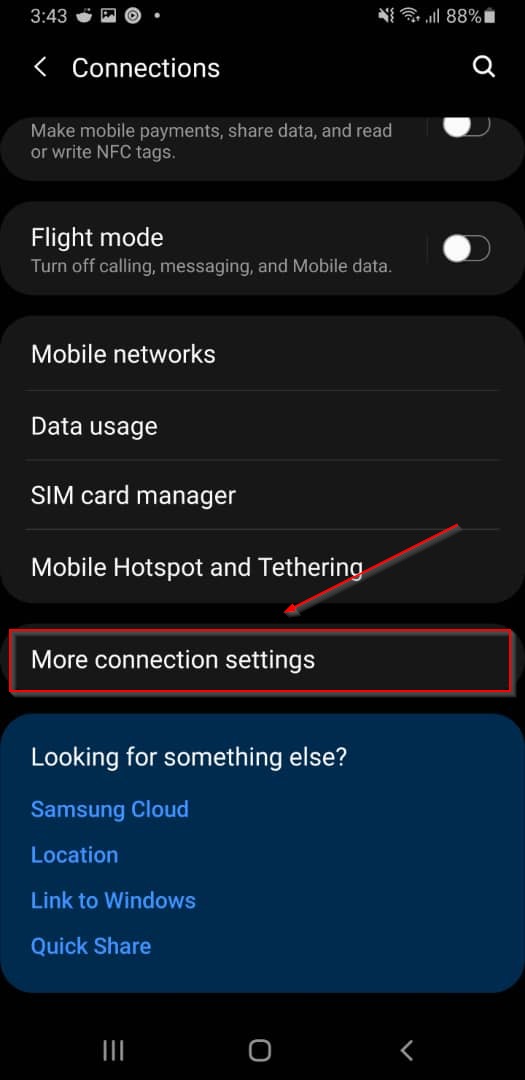 3:43
88%
Connections
Make mobile payments, share data, and read
or write NFC tags.
Flight mode
Turn off calling, messaging, and Mobile data.
Mobile networks
Data usage
SIM card manager
Mobile Hotspot and Tethering
More connection settings
Looking for something else?
Samsung Cloud
Location
Link to Windows
Quick Share